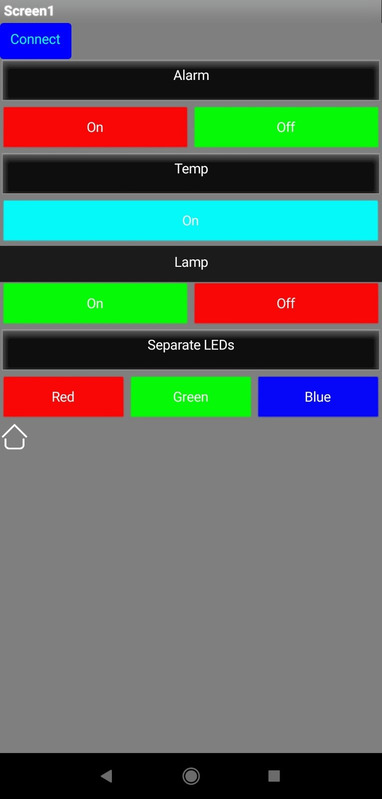 Screen1
Connect
Alarm
On Off
Temp
On
Lamp
On Off
Separate LEDs
Red Green Blue